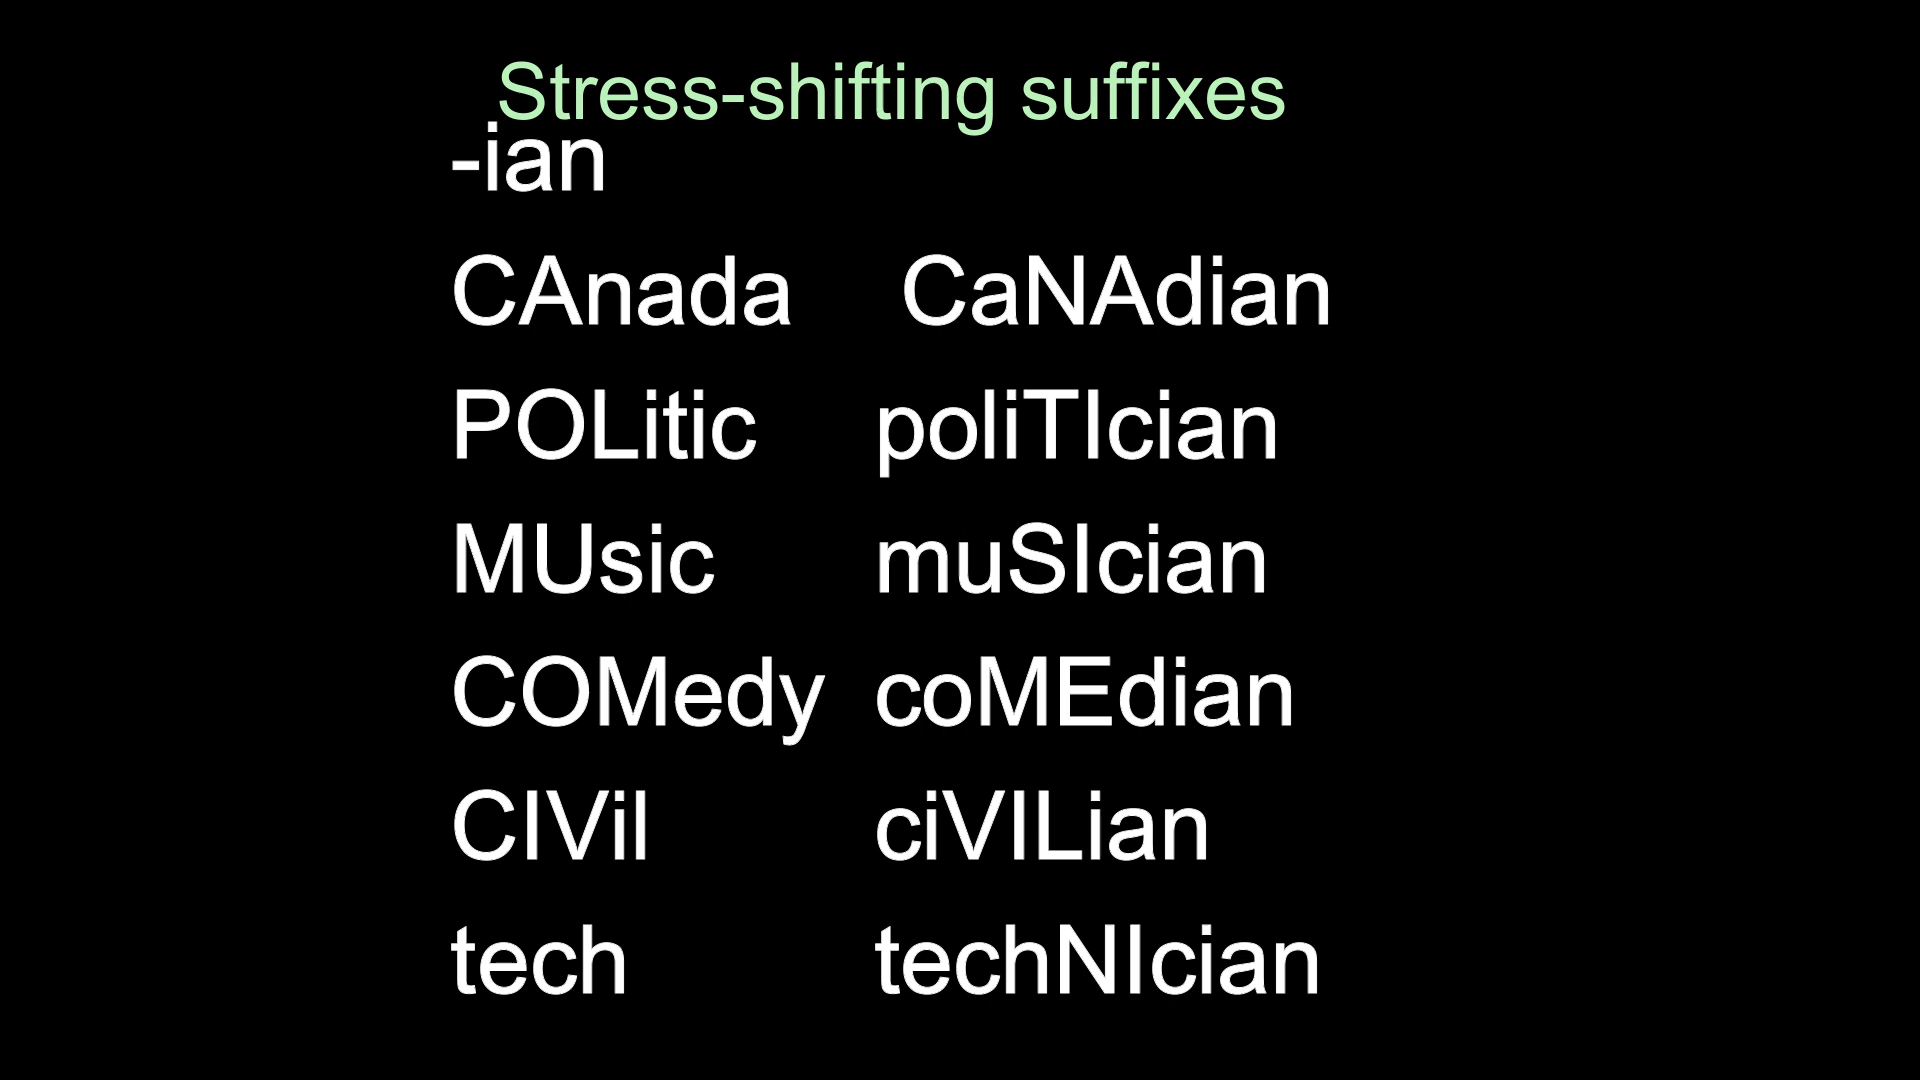 Stress-shifting suffixes
-ian
CAnada CaNAdian
POLitic poliTIcian
MUsic muSIcian
COMedy coMEdian
CIVil ciVILian
tech techNIcian